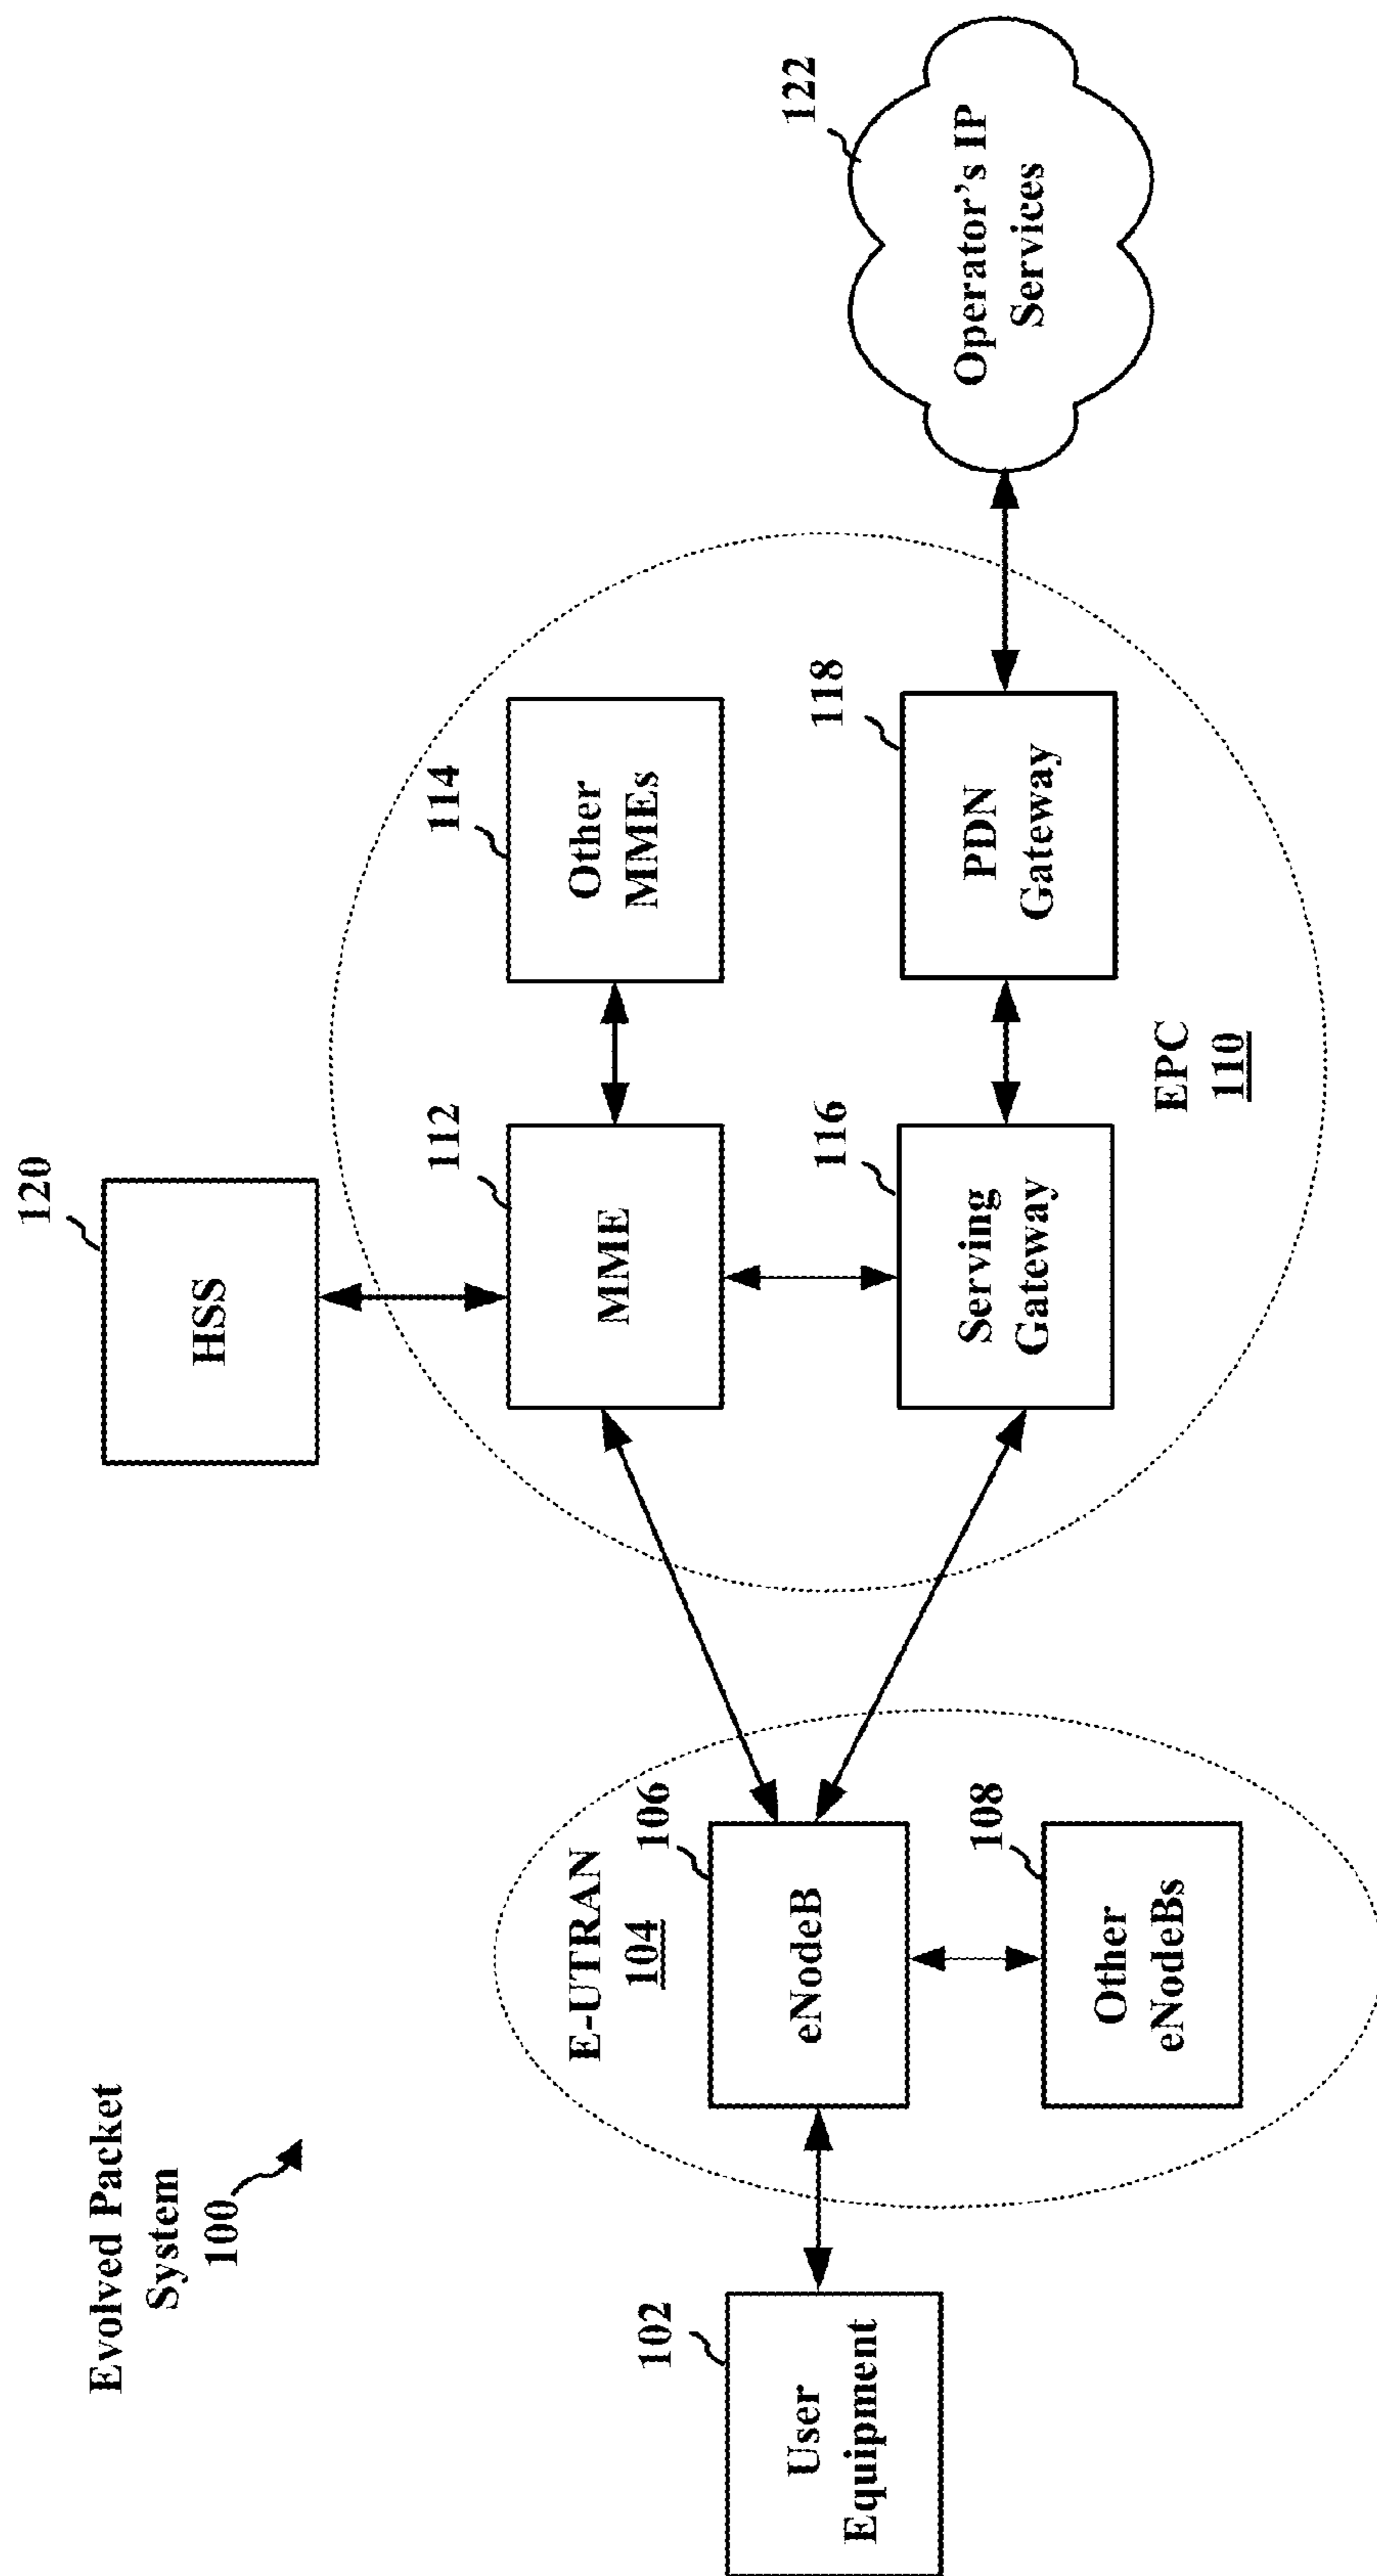 Evolved Packet
System
100
120
HSS
E-UTRAN
104
102
User
Equipment
106
eNodeB
108
Other
eNodeBs
112
MME
114
Other
MMEs
116
Serving
Gateway
118
PDN
Gateway
EPC
110
122
Operator's IP
Services